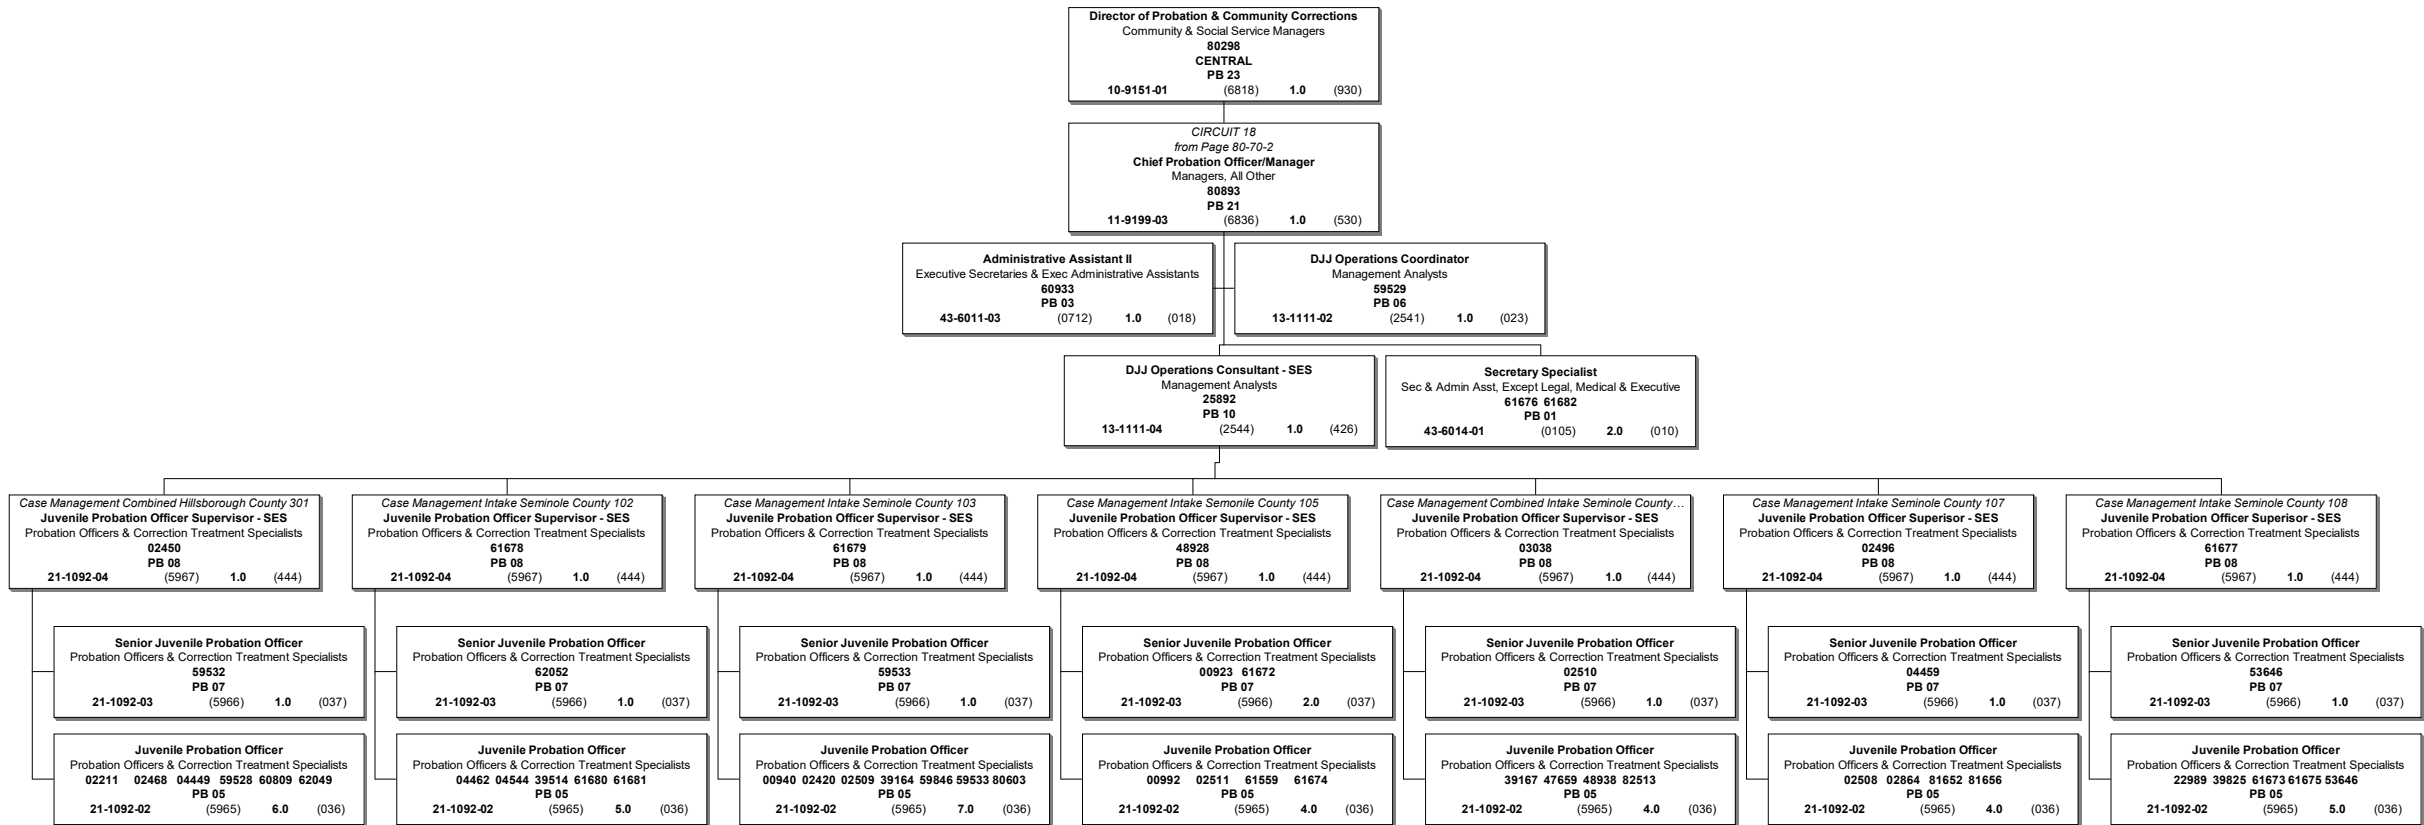 Director of Probation & Community Corrections
Community & Social Service Managers
80298
CENTRAL
PB 23
10-9151-01 (6818) 1.0 (930)
CIRCUIT 18
from Page 80-70-2
Chief Probation Officer/Manager
Managers, All Other
80893
PB 21
11-9199-03 (6836) 1.0 (530)
Administrative Assistant II
Executive Secretaries & Exec Administrative Assistants
60933
PB 03
43-6011-03 (0712) 1.0 (018)
DJJ Operations Coordinator
Management Analysts
59529
PB 06
13-1111-02 (2541) 1.0 (023)
DJJ Operations Consultant - SES
Management Analysts
25892
PB 10
13-1111-04 (2544) 1.0 (426)
Secretary Specialist
Sec & Admin Asst, Except Legal, Medical & Executive
61676 61682
PB 01
43-6014-01 (0105) 2.0 (010)
Case Management Combined Hillsborough County 301
Juvenile Probation Officer Supervisor - SES
Probation Officers & Correction Treatment Specialists
02450
PB 08
21-1092-04 (5967) 1.0 (444)
Case Management Intake Seminole County 102
Juvenile Probation Officer Supervisor - SES
Probation Officers & Correction Treatment Specialists
61678
PB 08
21-1092-04 (5967) 1.0 (444)
Case Management Intake Seminole County 103
Juvenile Probation Officer Supervisor - SES
Probation Officers & Correction Treatment Specialists
61679
PB 08
21-1092-04 (5967) 1.0 (444)
Case Management Intake Semonile County 105
Juvenile Probation Officer Supervisor - SES
Probation Officers & Correction Treatment Specialists
48928
PB 08
21-1092-04 (5967) 1.0 (444)
Case Management Combined Intake Seminole County…
Juvenile Probation Officer Supervisor - SES
Probation Officers & Correction Treatment Specialists
03038
PB 08
21-1092-04 (5967) 1.0 (444)
Case Management Intake Seminole County 107
Juvenile Probation Officer Superisor - SES
Probation Officers & Correction Treatment Specialists
02496
PB 08
21-1092-04 (5967) 1.0 (444)
Case Management Intake Seminole County 108
Juvenile Probation Officer Superisor - SES
Probation Officers & Correction Treatment Specialists
61677
PB 08
21-1092-04 (5967) 1.0 (444)
Senior Juvenile Probation Officer
Probation Officers & Correction Treatment Specialists
59532
PB 07
21-1092-03 (5966) 1.0 (037)
Senior Juvenile Probation Officer
Probation Officers & Correction Treatment Specialists
62052
PB 07
21-1092-03 (5966) 1.0 (037)
Senior Juvenile Probation Officer
Probation Officers & Correction Treatment Specialists
59533
PB 07
21-1092-03 (5966) 1.0 (037)
Senior Juvenile Probation Officer
Probation Officers & Correction Treatment Specialists
00923 61672
PB 07
21-1092-03 (5966) 2.0 (037)
Senior Juvenile Probation Officer
Probation Officers & Correction Treatment Specialists
02510
PB 07
21-1092-03 (5966) 1.0 (037)
Senior Juvenile Probation Officer
Probation Officers & Correction Treatment Specialists
04459
PB 07
21-1092-03 (5966) 1.0 (037)
Senior Juvenile Probation Officer
Probation Officers & Correction Treatment Specialists
53646
PB 07
21-1092-03 (5966) 1.0 (037)
Juvenile Probation Officer
Probation Officers & Correction Treatment Specialists
02211 02468 04449 59528 60809 62049
PB 05
21-1092-02 (5965) 6.0 (036)
Juvenile Probation Officer
Probation Officers & Correction Treatment Specialists
04462 04544 39514 61680 61681
PB 05
21-1092-02 (5965) 5.0 (036)
Juvenile Probation Officer
Probation Officers & Correction Treatment Specialists
00940 02420 02509 39164 59846 59533 80603
PB 05
21-1092-02 (5965) 7.0 (036)
Juvenile Probation Officer
Probation Officers & Correction Treatment Specialists
00992 02511 61559 61674
PB 05
21-1092-02 (5965) 4.0 (036)
Juvenile Probation Officer
Probation Officers & Correction Treatment Specialists
39167 47659 48938 82513
PB 05
21-1092-02 (5965) 4.0 (036)
Juvenile Probation Officer
Probation Officers & Correction Treatment Specialists
02508 02864 81652 81656
PB 05
21-1092-02 (5965) 4.0 (036)
Juvenile Probation Officer
Probation Officers & Correction Treatment Specialists
22989 39825 61673 61675 53646
PB 05
21-1092-02 (5965) 5.0 (036)